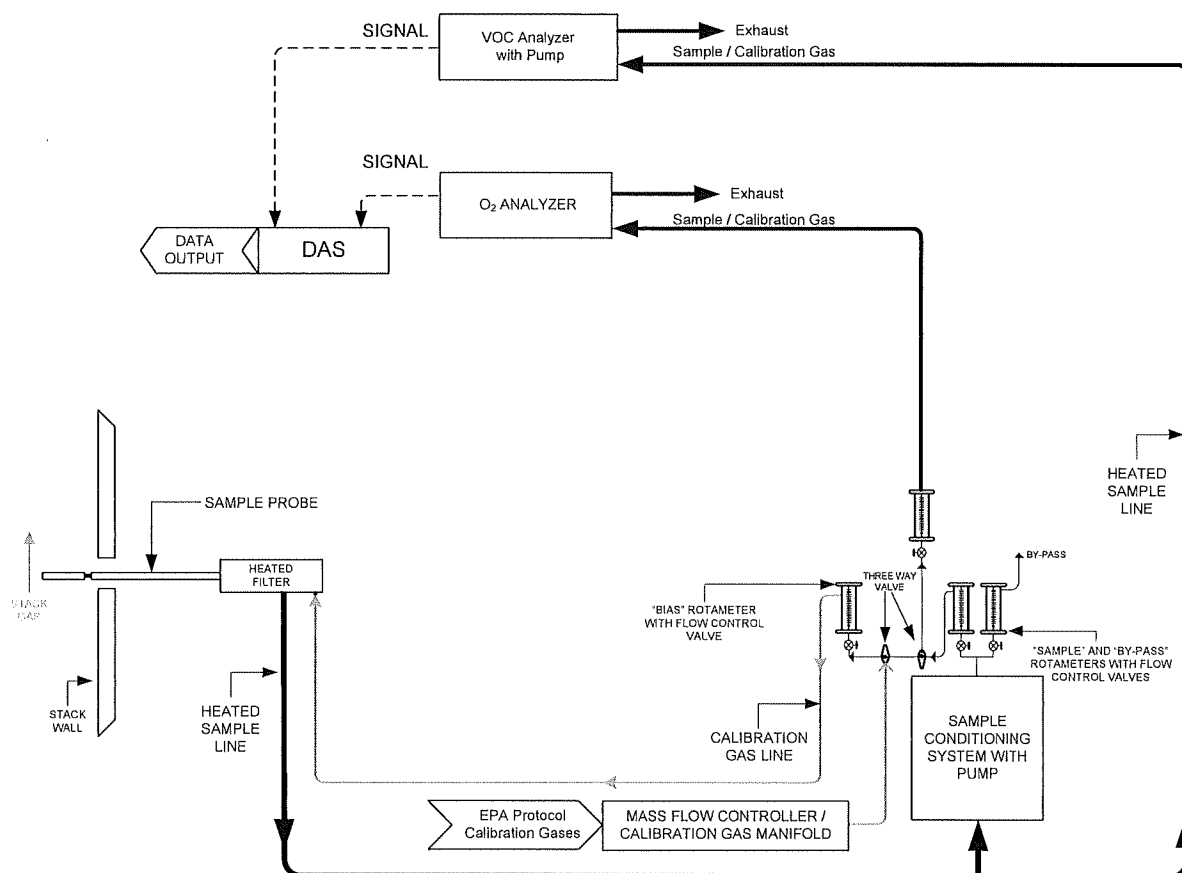 SIGNAL
VOC Analyzer
with Pump
Exhaust
Sample / Calibration Gas
SIGNAL
O₂ ANALYZER
Exhaust
Sample / Calibration Gas
DATA
OUTPUT
DAS
HEATED
SAMPLE
LINE
SAMPLE PROBE
HEATED
FILTER
STACK
GAS
STACK
WALL
HEATED
SAMPLE
LINE
BY-PASS
THREE WAY
VALVE
"BIAS" ROTAMETER
WITH FLOW CONTROL
VALVE
"SAMPLE" AND "BY-PASS"
ROTAMETERS WITH FLOW
CONTROL VALVES
CALIBRATION
GAS LINE
SAMPLE
CONDITIONING
SYSTEM WITH
PUMP
EPA Protocol
Calibration Gases
MASS FLOW CONTROLLER /
CALIBRATION GAS MANIFOLD